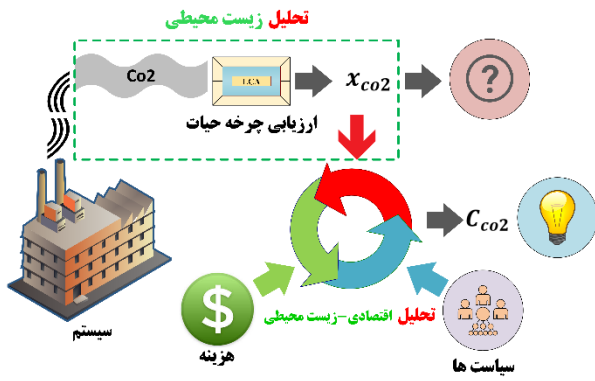 تحلیل زیست محیطی
Co2
LCA
x_co2
?
ارزیابی چرخه حیات
C_co2
$
تحلیل اقتصادی-زیست محیطی
سیستم
هزینه
سیاست ها